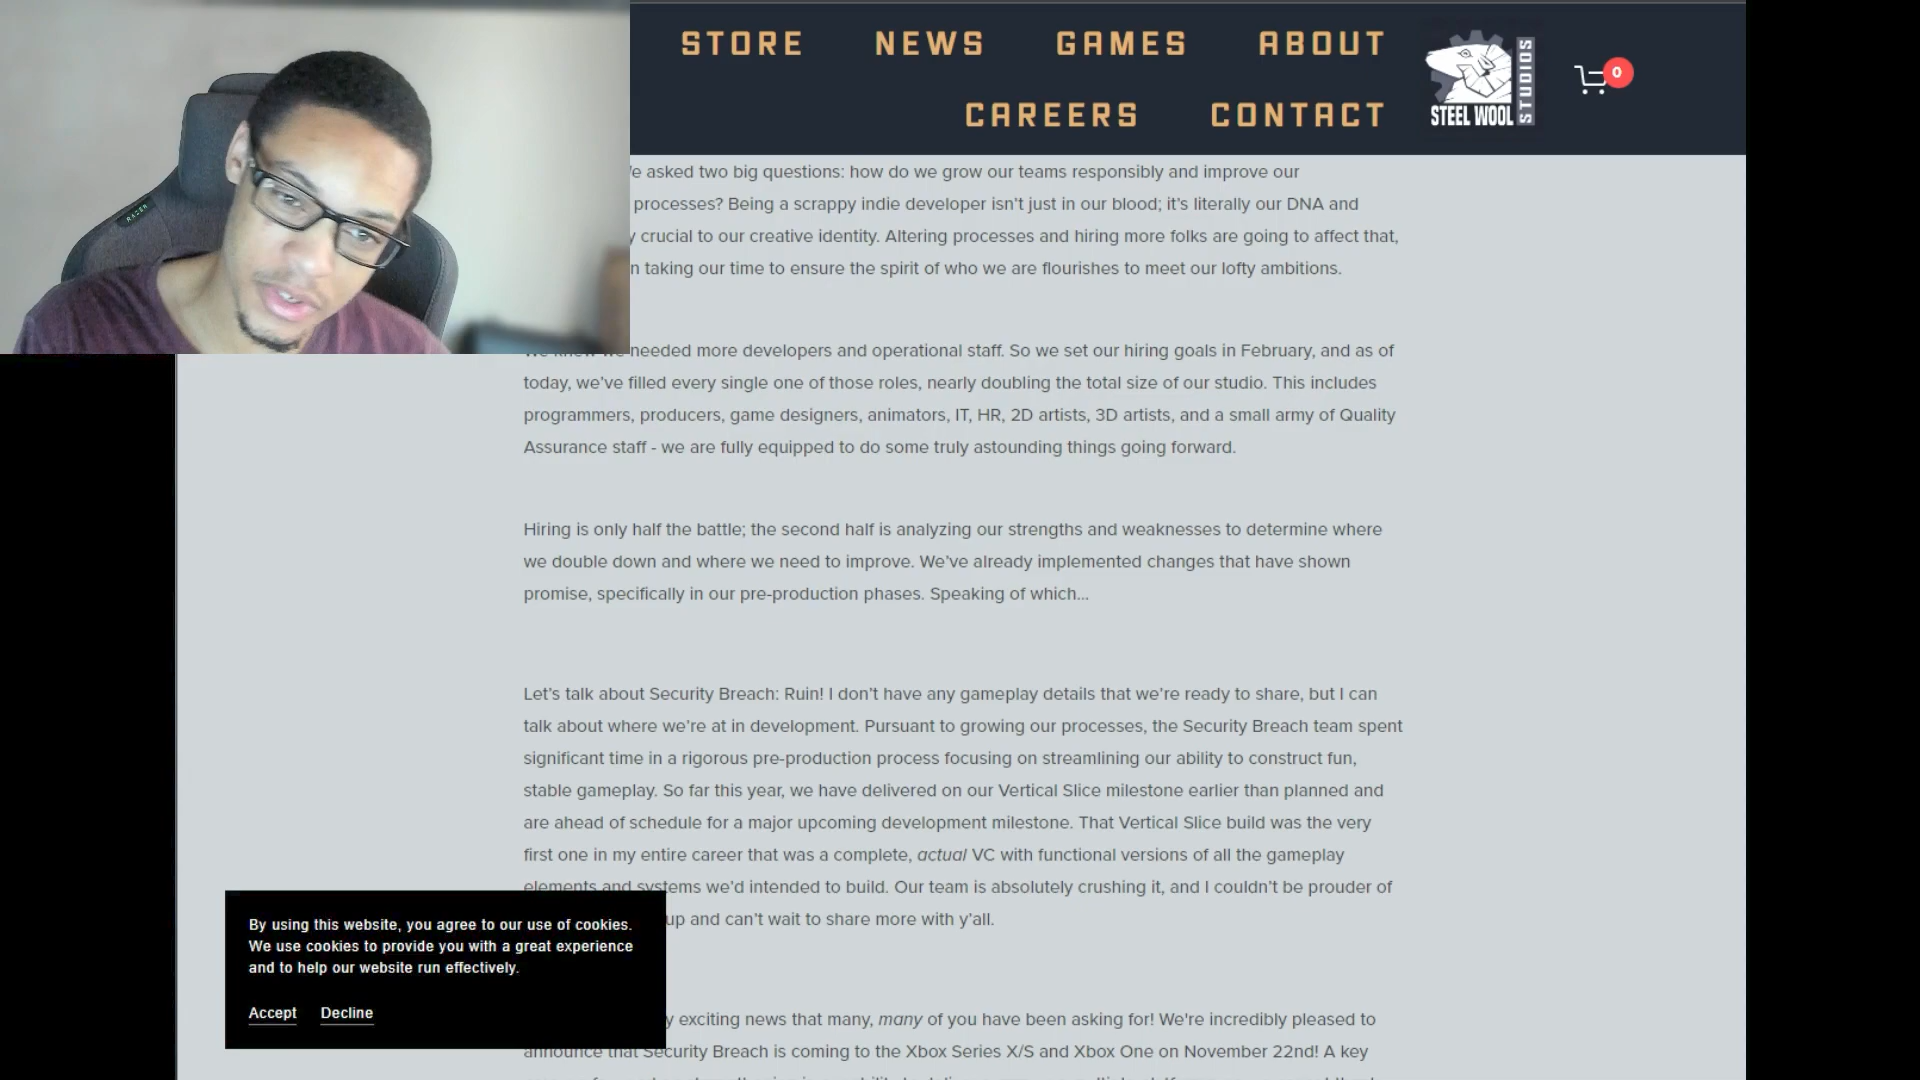 STORE NEWS GAMES ABOUT
CAREERS CONTACT
STEEL WOOL STUDIOS
0
RAZER
asked two big questions: how do we grow our teams responsibly and improve our
processes? Being a scrappy indie developer isn't just in our blood; it's literally our DNA and
crucial to our creative identity. Altering processes and hiring more folks are going to affect that,
taking our time to ensure the spirit of who we are flourishes to meet our lofty ambitions.
needed more developers and operational staff. So we set our hiring goals in February, and as of
today, we've filled every single one of those roles, nearly doubling the total size of our studio. This includes
programmers, producers, game designers, animators, IT, HR, 2D artists, 3D artists, and a small army of Quality
Assurance staff - we are fully equipped to do some truly astounding things going forward.
Hiring is only half the battle; the second half is analyzing our strengths and weaknesses to determine where
we double down and where we need to improve. We've already implemented changes that have shown
promise, specifically in our pre-production phases. Speaking of which...
Let's talk about Security Breach: Ruin! I don't have any gameplay details that we're ready to share, but I can
talk about where we're at in development. Pursuant to growing our processes, the Security Breach team spent
significant time in a rigorous pre-production process focusing on streamlining our ability to construct fun,
stable gameplay. So far this year, we have delivered on our Vertical Slice milestone earlier than planned and
are ahead of schedule for a major upcoming development milestone. That Vertical Slice build was the very
first one in my entire career that was a complete, actual VC with functional versions of all the gameplay
elements and systems we'd intended to build. Our team is absolutely crushing it, and I couldn't be prouder of
up and can't wait to share more with y'all.
By using this website, you agree to our use of cookies.
We use cookies to provide you with a great experience
and to help our website run effectively.
Accept Decline
exciting news that many, many of you have been asking for! We're incredibly pleased to
announce that Security Breach is coming to the Xbox Series X/S and Xbox One on November 22nd! A key